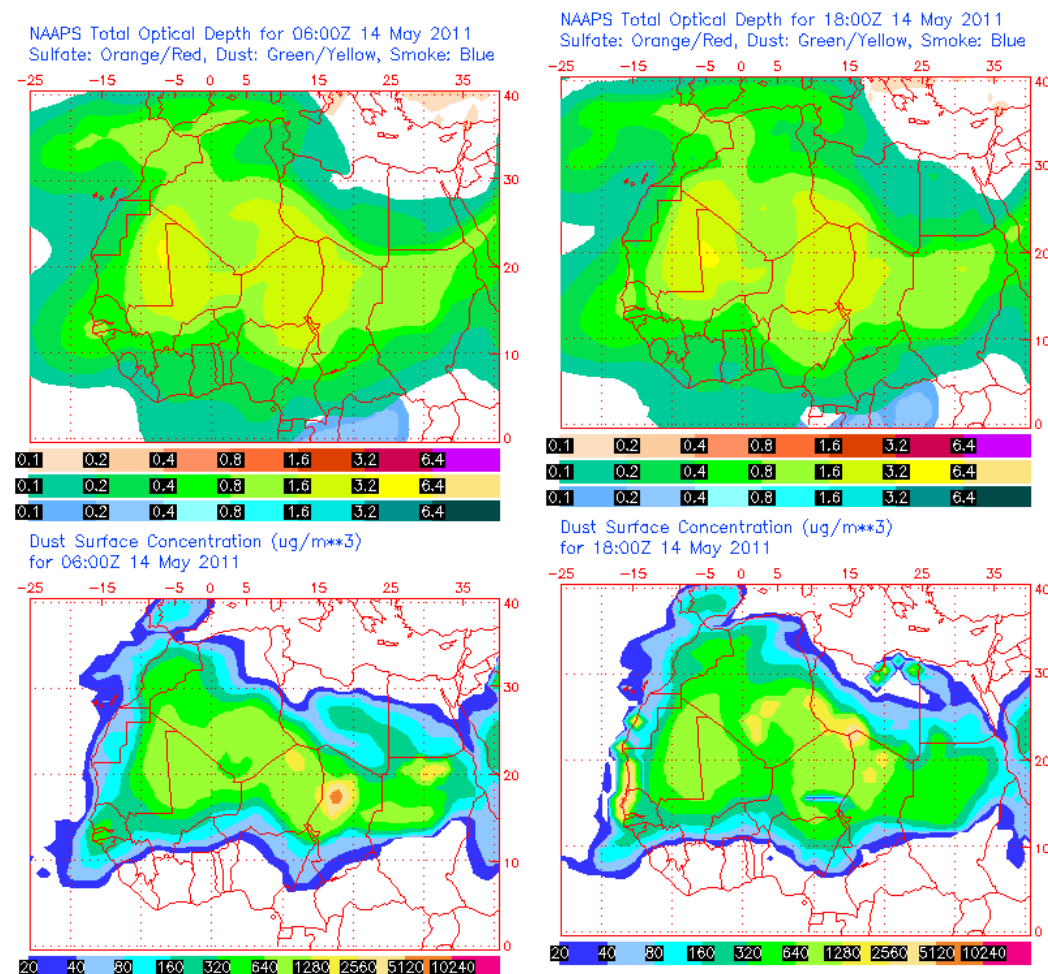 NAAPS Total Optical Depth for 06:00Z 14 May 2011
Sulfate: Orange/Red, Dust: Green/Yellow, Smoke: Blue
-25 -15 -5 0 5 15 25 35
40
30
20
10
0
0.1 0.2 0.4 0.8 1.6 3.2 6.4
0.1 0.2 0.4 0.8 1.6 3.2 6.4
0.1 0.2 0.4 0.8 1.6 3.2 6.4
NAAPS Total Optical Depth for 18:00Z 14 May 2011
Sulfate: Orange/Red, Dust: Green/Yellow, Smoke: Blue
-25 -15 -5 0 5 15 25 35
40
30
20
10
0
0.1 0.2 0.4 0.8 1.6 3.2 6.4
0.1 0.2 0.4 0.8 1.6 3.2 6.4
0.1 0.2 0.4 0.8 1.6 3.2 6.4
Dust Surface Concentration (ug/m**3)
for 06:00Z 14 May 2011
-25 -15 -5 0 5 15 25 35
40
30
20
10
0
20 40 80 160 320 640 1280 2560 5120 10240
Dust Surface Concentration (ug/m**3)
for 18:00Z 14 May 2011
-25 -15 -5 0 5 15 25 35
40
30
20
10
0
20 40 80 160 320 640 1280 2560 5120 10240